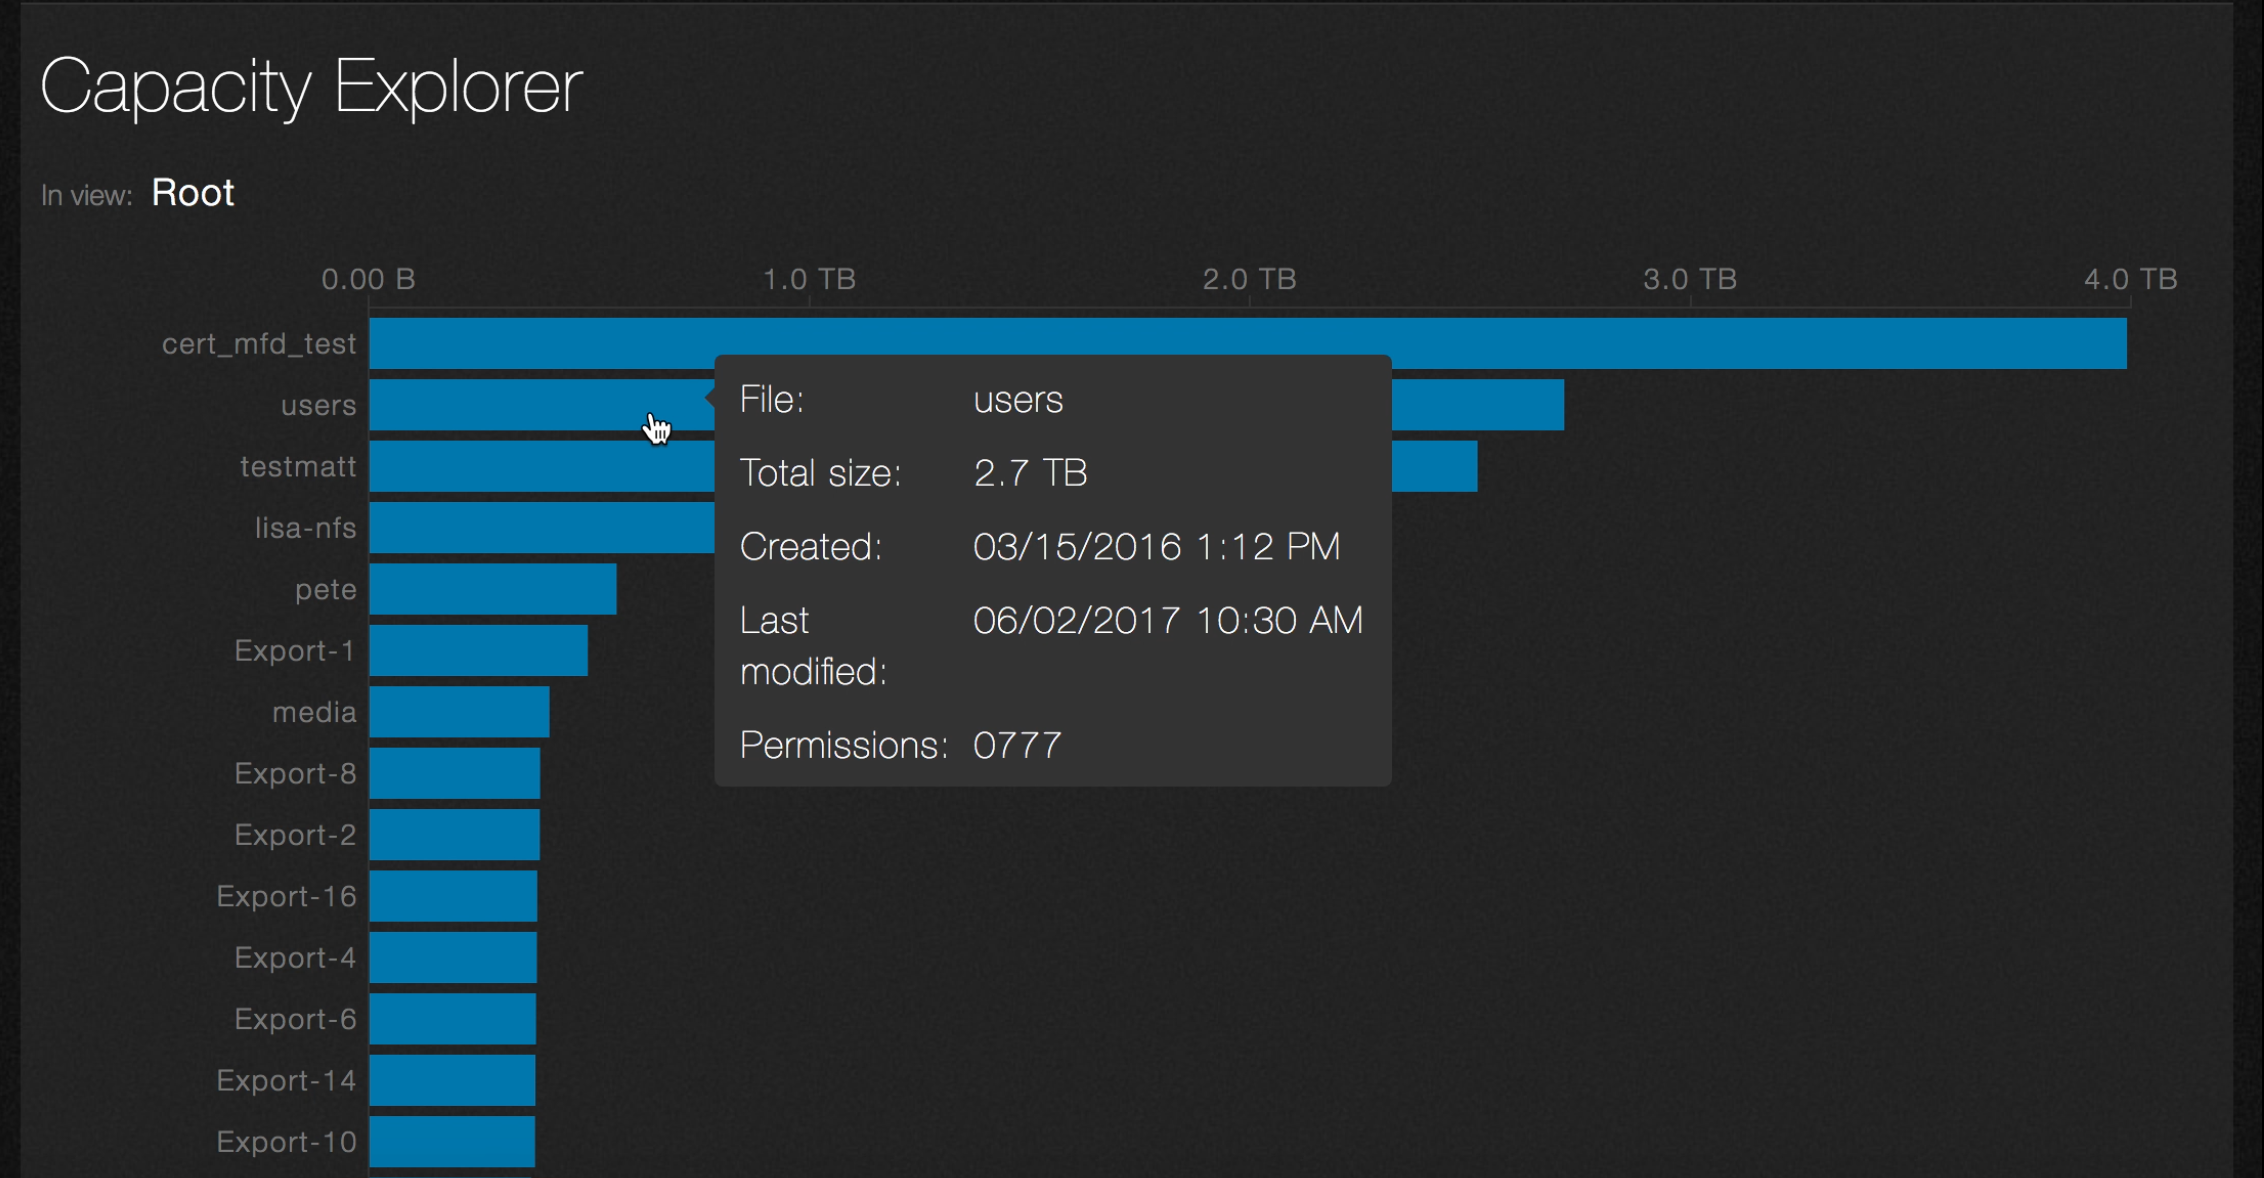 Capacity Explorer
In view: Root
0.00 B 1.0 TB 2.0 TB 3.0 TB 4.0 TB
cert_mfd_test
users
testmatt
lisa-nfs
pete
Export-1
media
Export-8
Export-2
Export-16
Export-4
Export-6
Export-14
Export-10
File: users
Total size: 2.7 TB
Created: 03/15/2016 1:12 PM
Last 06/02/2017 10:30 AM
modified:
Permissions: 0777